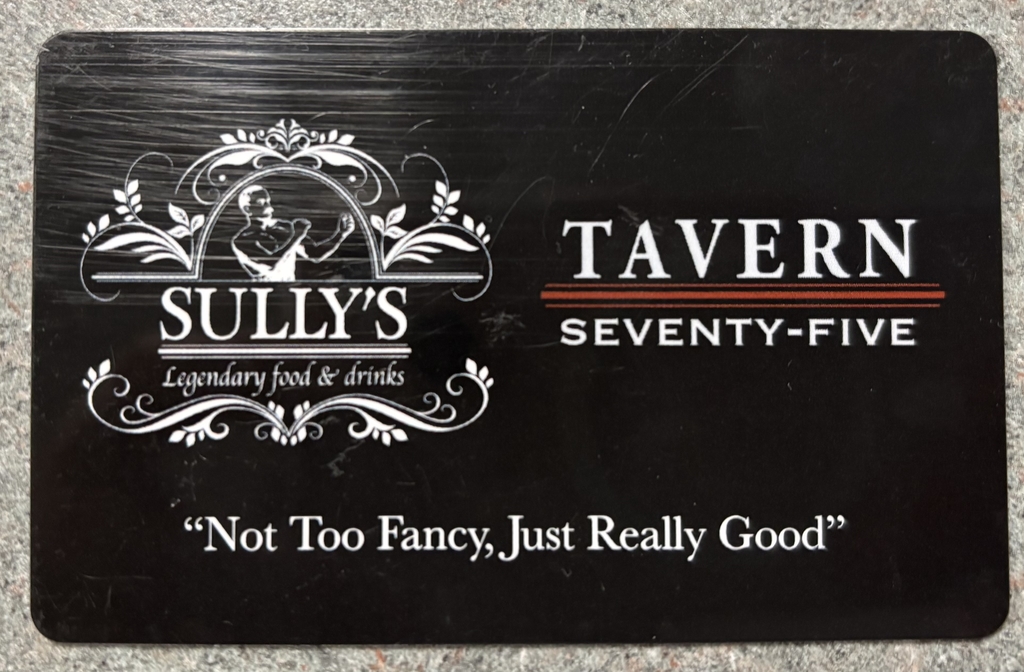 SULLY'S
Legendary food & drinks
TAVERN
SEVENTY-FIVE
“Not Too Fancy, Just Really Good”